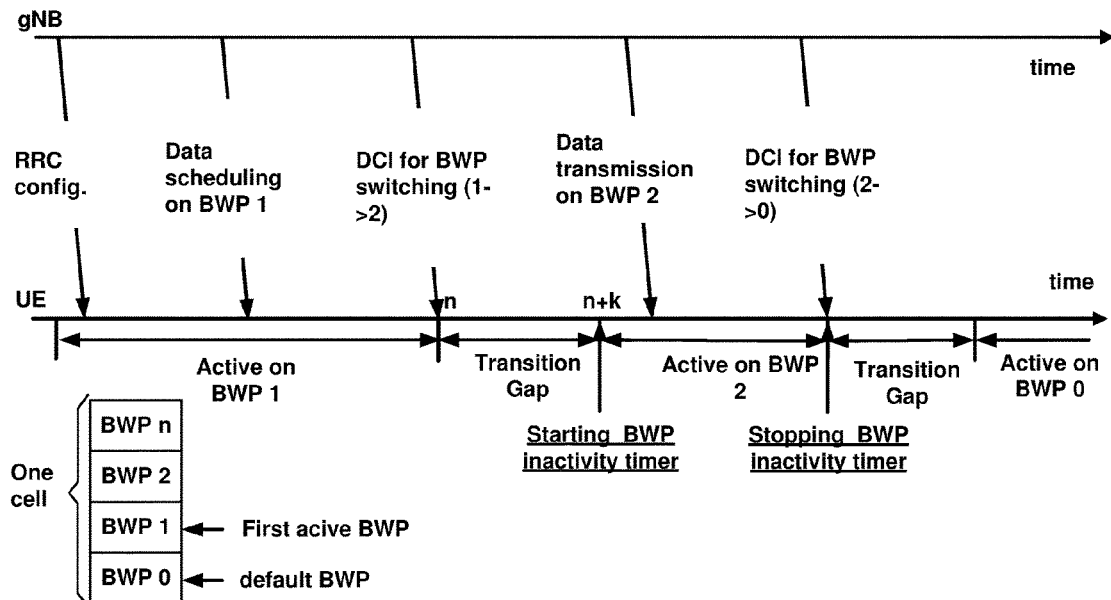 gNB
time
RRC
config.
Data
scheduling
on BWP 1
DCI for BWP
switching (1-
>2)
Data
transmission
on BWP 2
DCI for BWP
switching (2-
>0)
time
UE
n
n+k
Active on
BWP 1
Transition
Gap
Active on BWP
2
Transition
Gap
Active on
BWP 0
Starting BWP
inactivity timer
Stopping BWP
inactivity timer
One
cell
BWP n
BWP 2
BWP 1
First acive BWP
BWP 0
default BWP